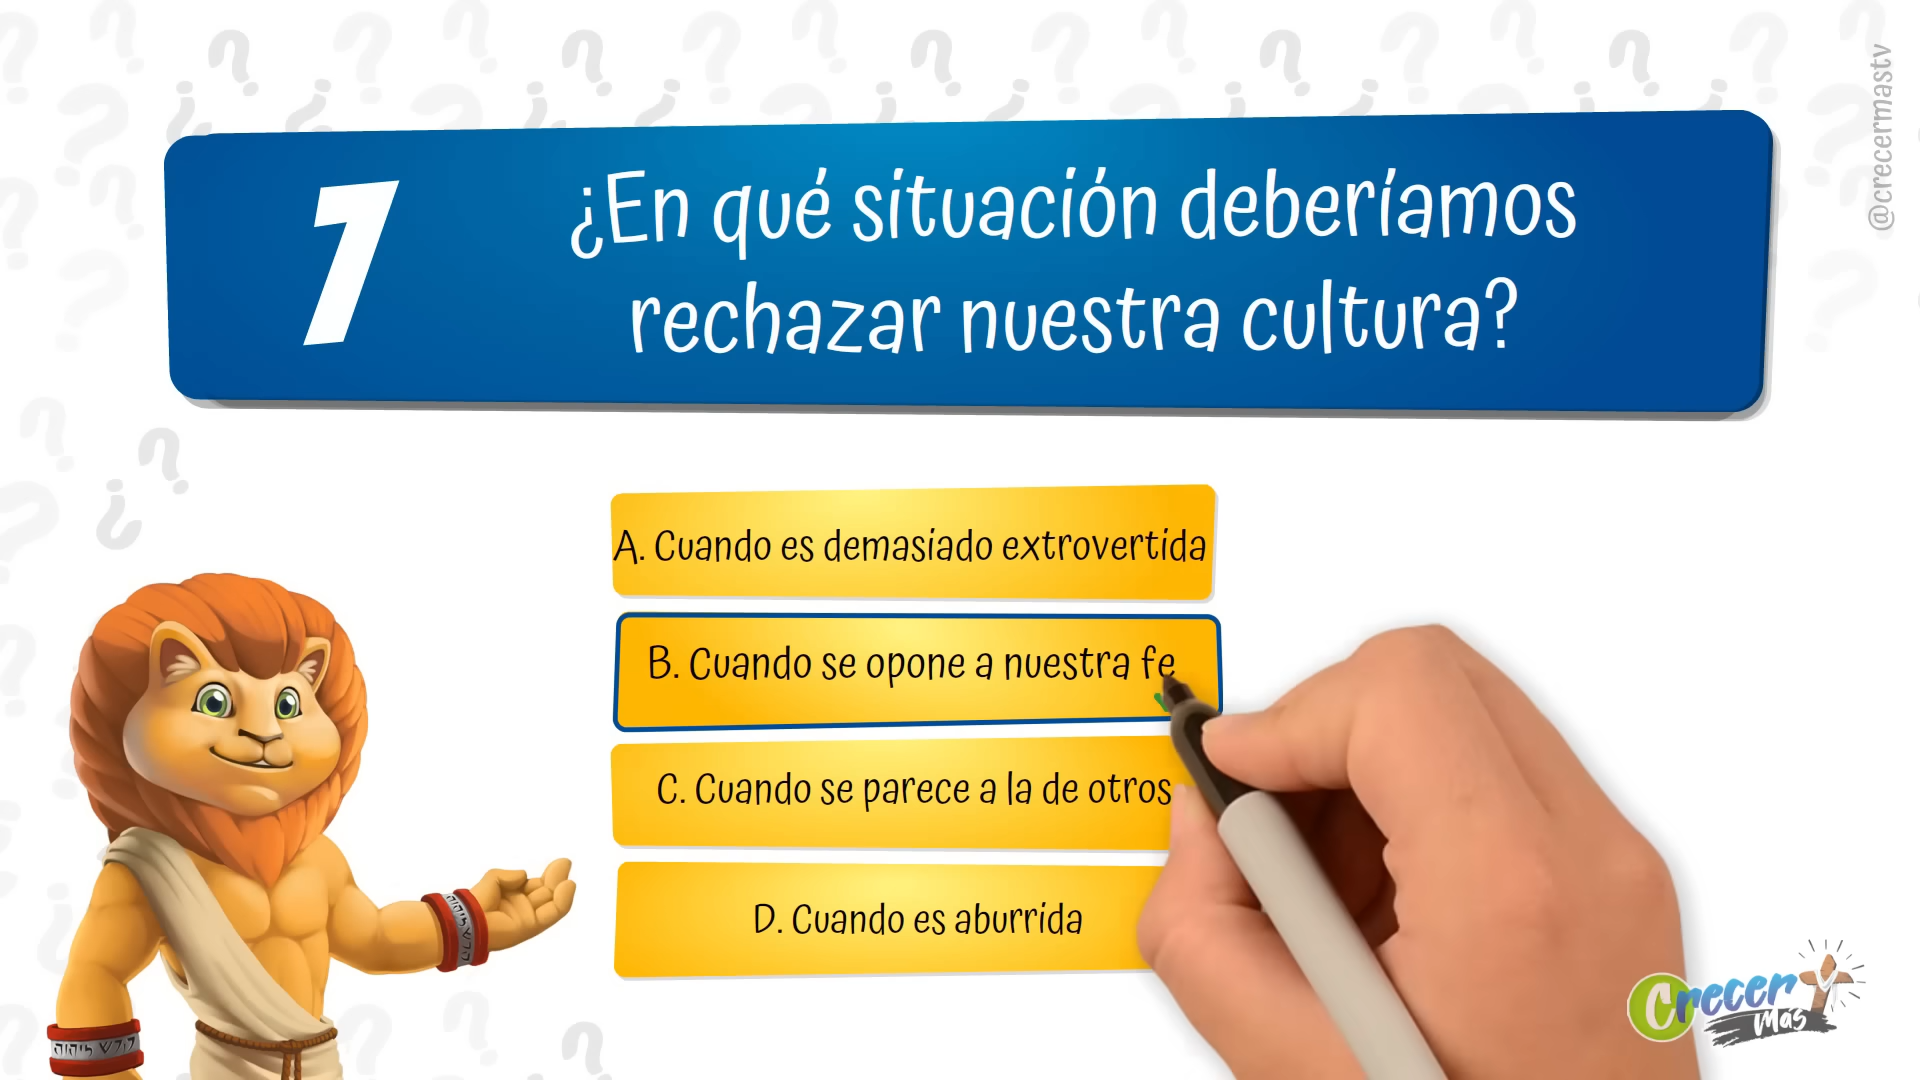 @crecermastv
7
¿En qué situación deberíamos
rechazar nuestra cultura?
A. Cuando es demasiado extrovertida
B. Cuando se opone a nuestra fe
C. Cuando se parece a la de otros
D. Cuando es aburrida
Crecer
Más